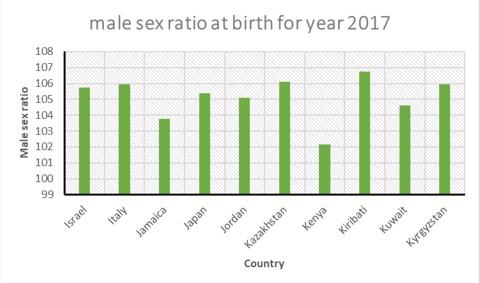 male sex ratio at birth for year 2017
Male sex ratio
108
107
106
105
104
103
102
101
100
99
Israel
Italy
Jamaica
Japan
Jordan
Kazakhstan
Kenya
Kiribati
Kuwait
Kyrgyzstan
Country